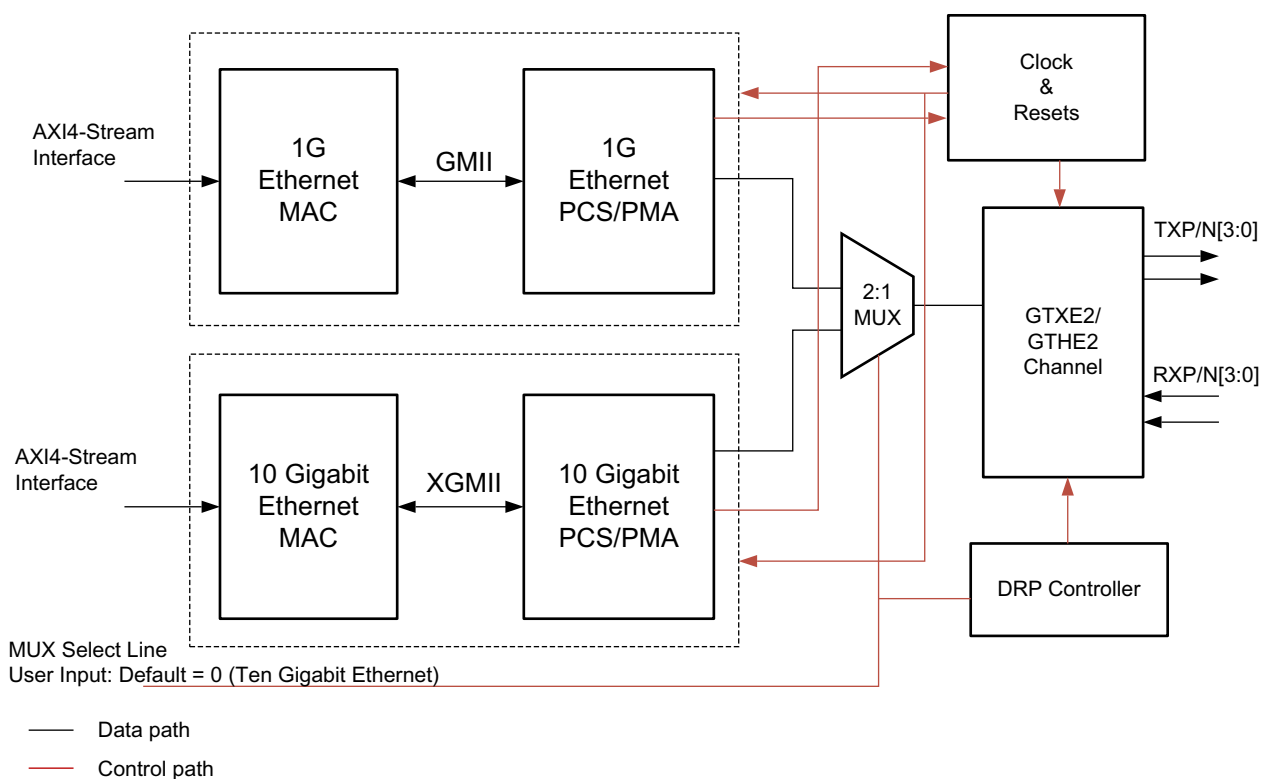 Clock
&
Resets
AXI4-Stream
Interface
1G
Ethernet
MAC
GMII
1G
Ethernet
PCS/PMA
2:1
MUX
GTXE2/
GTHE2
Channel
TXP/N[3:0]
RXP/N[3:0]
AXI4-Stream
Interface
10 Gigabit
Ethernet
MAC
XGMII
10 Gigabit
Ethernet
PCS/PMA
DRP Controller
MUX Select Line
User Input: Default = 0 (Ten Gigabit Ethernet)
Data path
Control path